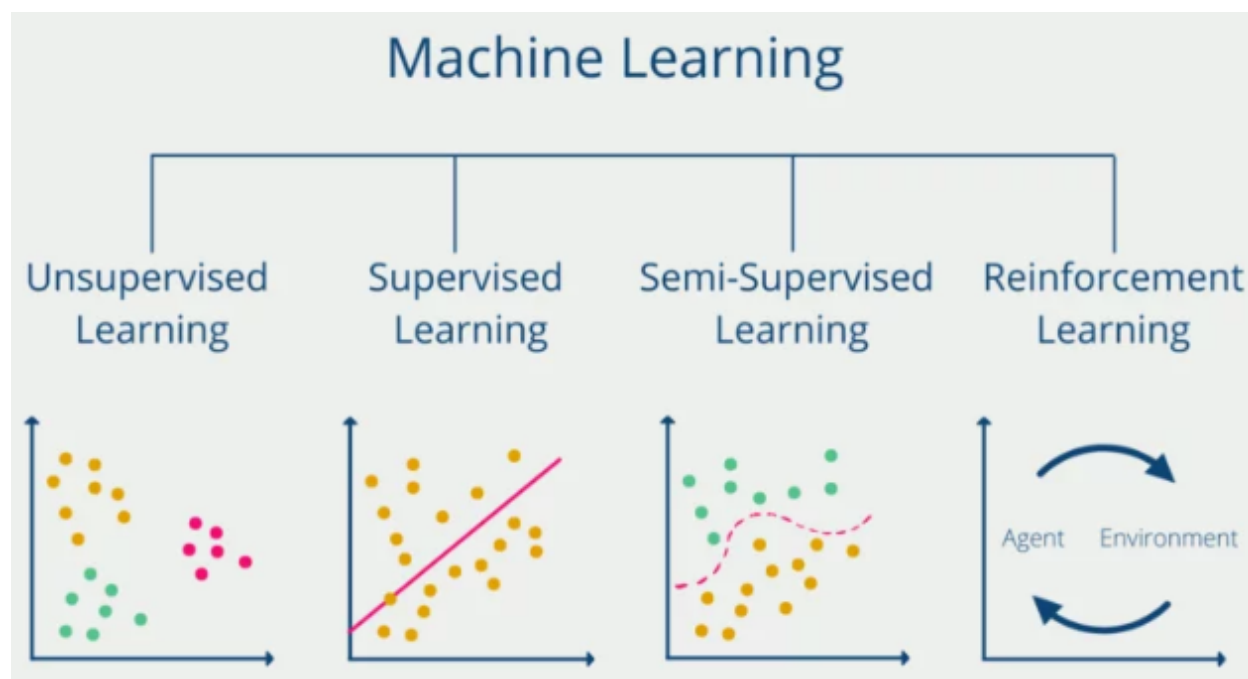 Machine Learning
Unsupervised
Learning
Supervised
Learning
Semi-Supervised
Learning
Reinforcement
Learning
Agent
Environment